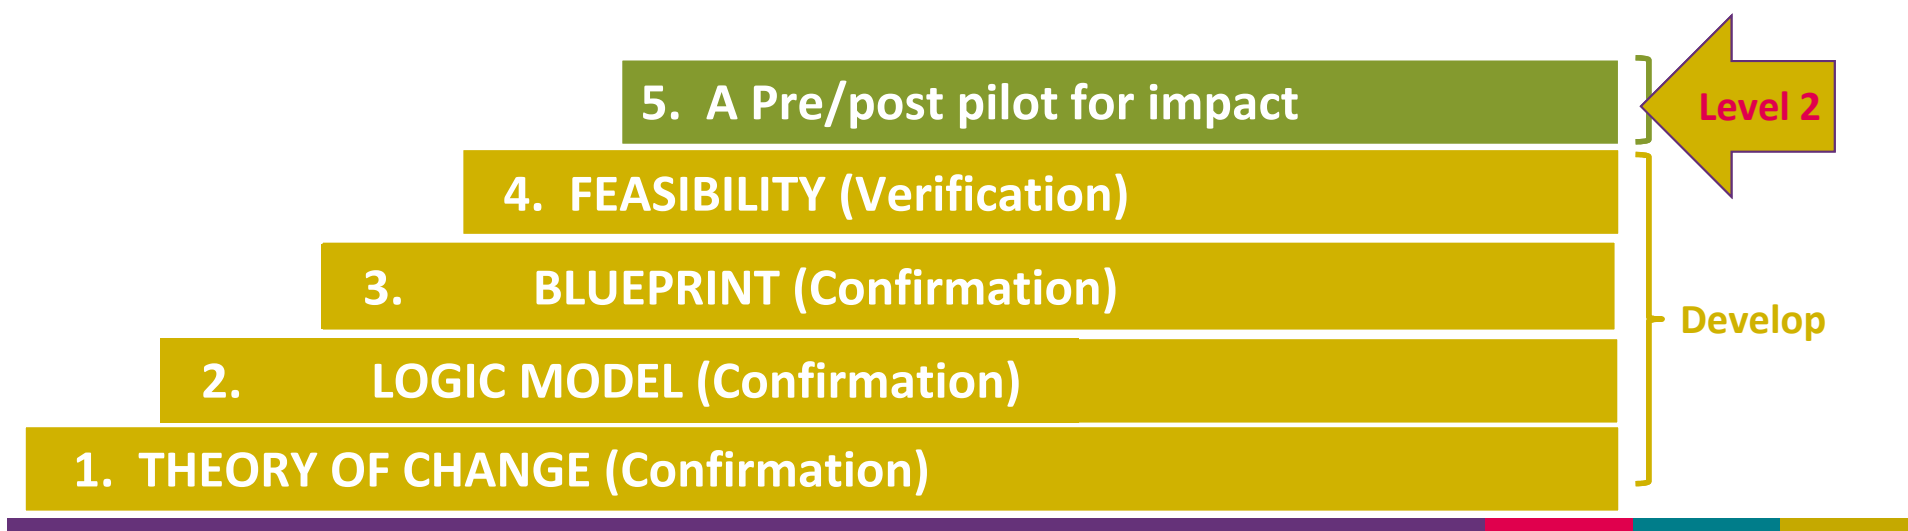 5. A Pre/post pilot for impact
Level 2
4. FEASIBILITY (Verification)
3. BLUEPRINT (Confirmation)
Develop
2. LOGIC MODEL (Confirmation)
1. THEORY OF CHANGE (Confirmation)